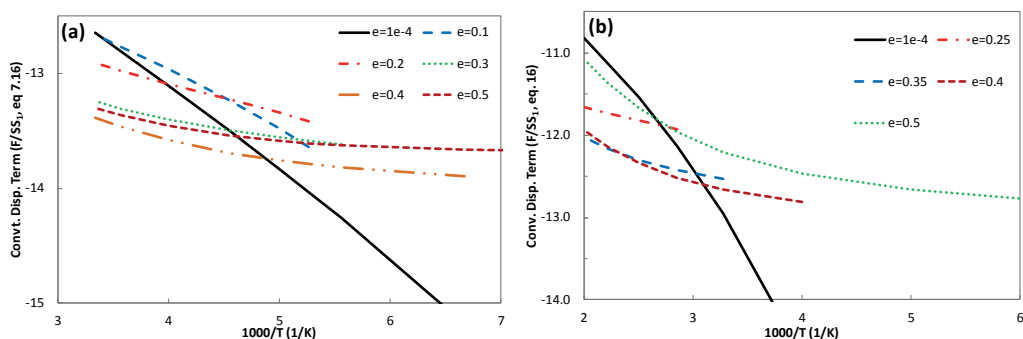 (a)
e=1e-4
e=0.1
e=0.2
e=0.3
e=0.4
e=0.5
-13
-14
-15
3
4
5
6
7
1000/T (1/K)
Convt. Disp. Term (F/SS₁, eq 7.16)
(b)
e=1e-4
e=0.25
e=0.35
e=0.4
e=0.5
-11.0
-12.0
-13.0
-14.0
2
3
4
5
6
1000/T (1/K)
Conv. Disp. Term (F/SS₁, eq. 16)